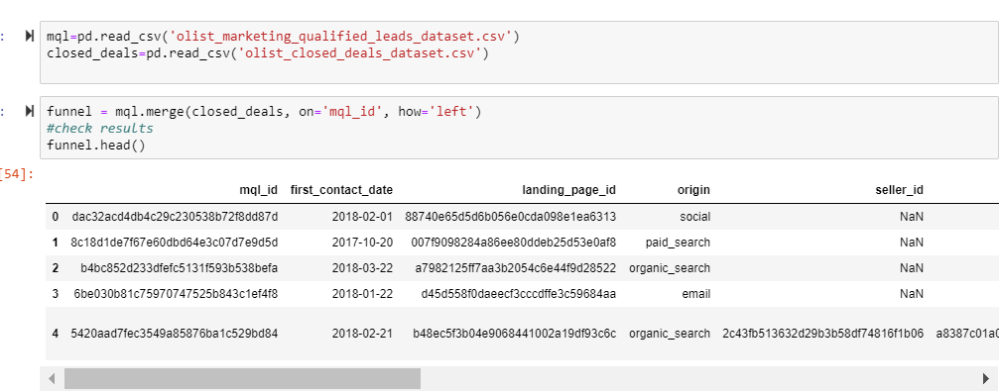 :
mql=pd.read_csv('olist_marketing_qualified_leads_dataset.csv')
closed_deals=pd.read_csv('olist_closed_deals_dataset.csv')
:
funnel = mql.merge(closed_deals, on='mql_id', how='left')
#check results
funnel.head()
[54]:
mql_id first_contact_date landing_page_id origin seller_id
0 dac32acd4db4c29c230538b72f8dd87d 2018-02-01 88740e65d5d6b056e0cda098e1ea6313 social NaN
1 8c18d1de7f67e60dbd64e3c07d7e9d5d 2017-10-20 007f9098284a86ee80ddeb25d53e0af8 paid_search NaN
2 b4bc852d233dfefc5131f593b538befa 2018-03-22 a7982125ff7aa3b2054c6e44f9d28522 organic_search NaN
3 6be030b81c75970747525b843c1ef4f8 2018-01-22 d45d558f0daeecf3cccdffe3c59684aa email NaN
4 5420aad7fec3549a85876ba1c529bd84 2018-02-21 b48ec5f3b04e9068441002a19df93c6c organic_search 2c43fb513632d29b3b58df74816f1b06 a8387c01a0